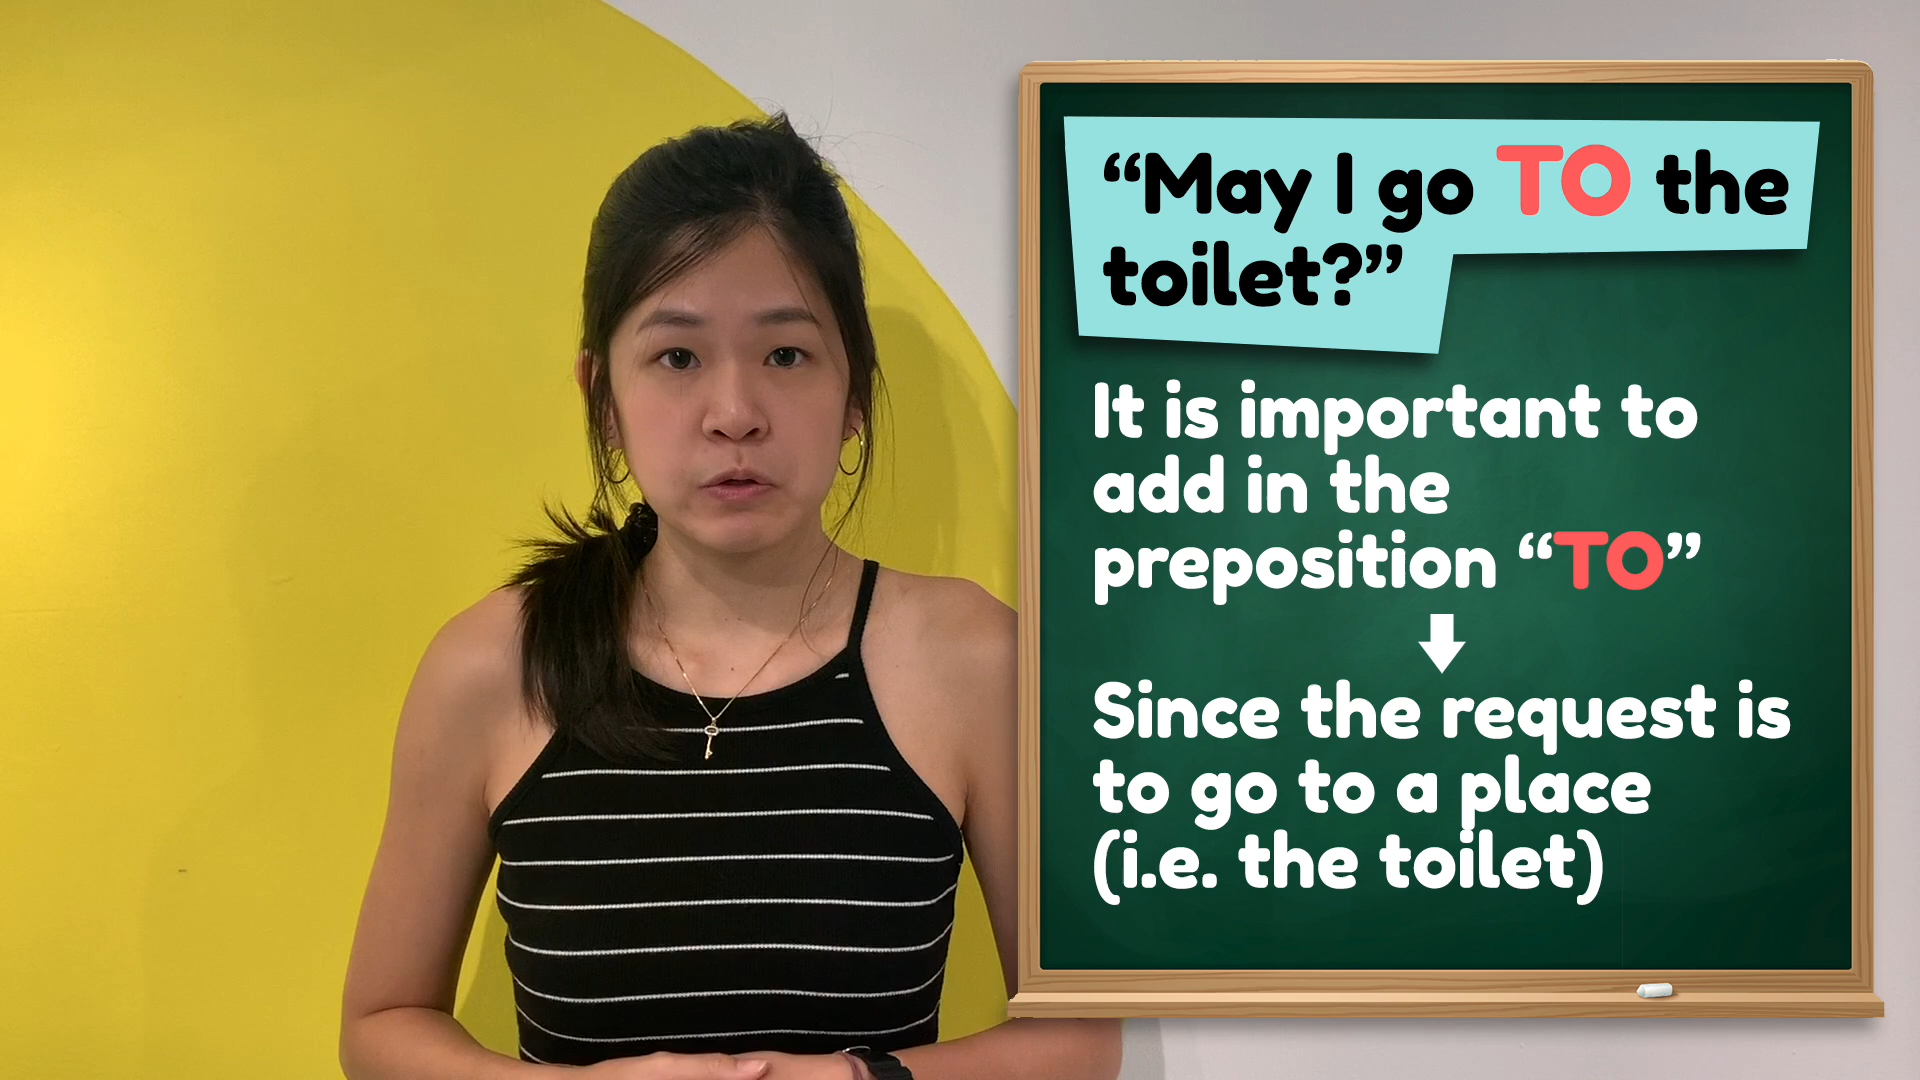 “May I go TO the
toilet?”
It is important to
add in the
preposition “TO”
Since the request is
to go to a place
(i.e. the toilet)